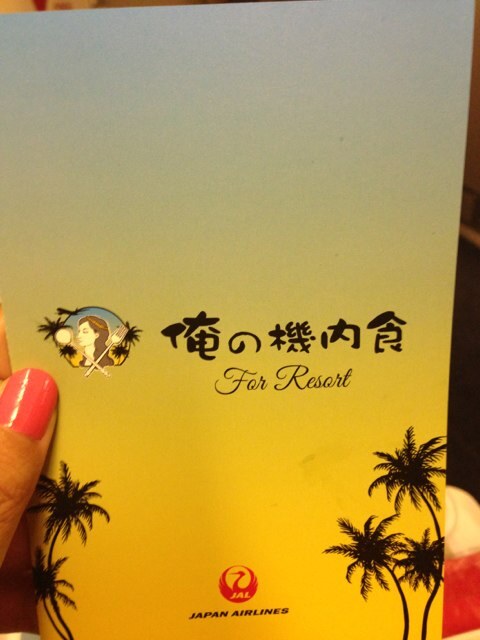 俺の機内食
For Resort
JAL
JAPAN AIRLINES